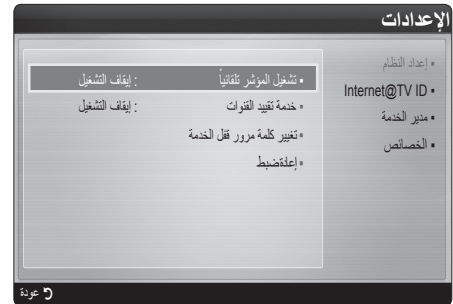 الإعدادات
▪ إعداد النظام
▪ Internet@TV ID
▪ مدير الخدمة
▪ الخصائص
▪ تشغيل المؤشر تلقائياً : إيقاف التشغيل
▪ خدمة تقييد القنوات : إيقاف التشغيل
▪ تغيير كلمة مرور قفل الخدمة
▪ إعادةضبط
عودة